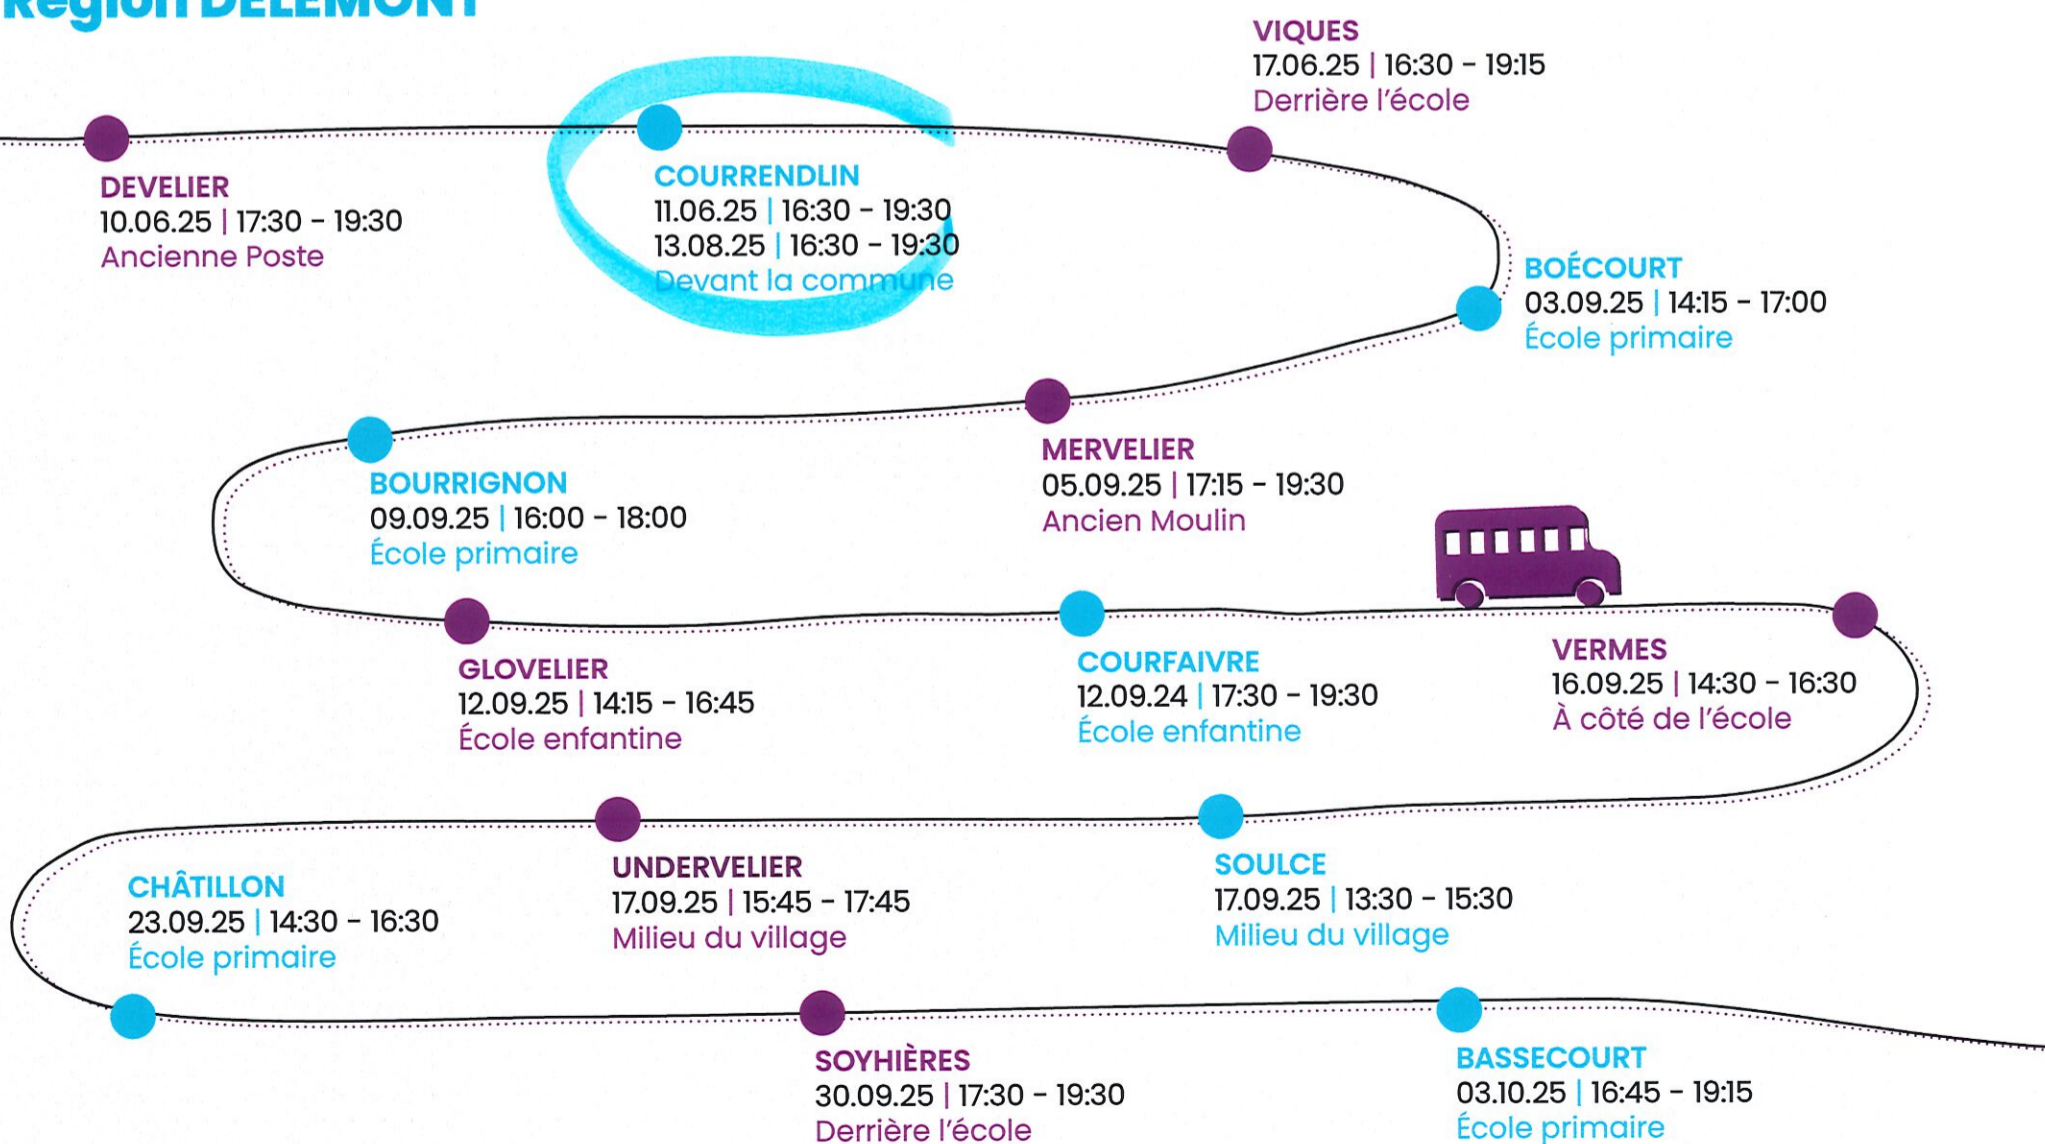 Région DELÉMONT
VIQUES
17.06.25 | 16:30 - 19:15
Derrière l'école
DEVELIER
10.06.25 | 17:30 - 19:30
Ancienne Poste
COURRENDLIN
11.06.25 | 16:30 - 19:30
13.08.25 | 16:30 - 19:30
Devant la commune
BOÉCOURT
03.09.25 | 14:15 - 17:00
École primaire
MERVELIER
05.09.25 | 17:15 - 19:30
Ancien Moulin
BOURRIGNON
09.09.25 | 16:00 - 18:00
École primaire
GLOVELIER
12.09.25 | 14:15 - 16:45
École enfantine
COURFAIVRE
12.09.24 | 17:30 - 19:30
École enfantine
VERMES
16.09.25 | 14:30 - 16:30
À côté de l'école
SOULCE
17.09.25 | 13:30 - 15:30
Milieu du village
UNDERVELIER
17.09.25 | 15:45 - 17:45
Milieu du village
CHÂTILLON
23.09.25 | 14:30 - 16:30
École primaire
SOYHIÈRES
30.09.25 | 17:30 - 19:30
Derrière l'école
BASSECOURT
03.10.25 | 16:45 - 19:15
École primaire